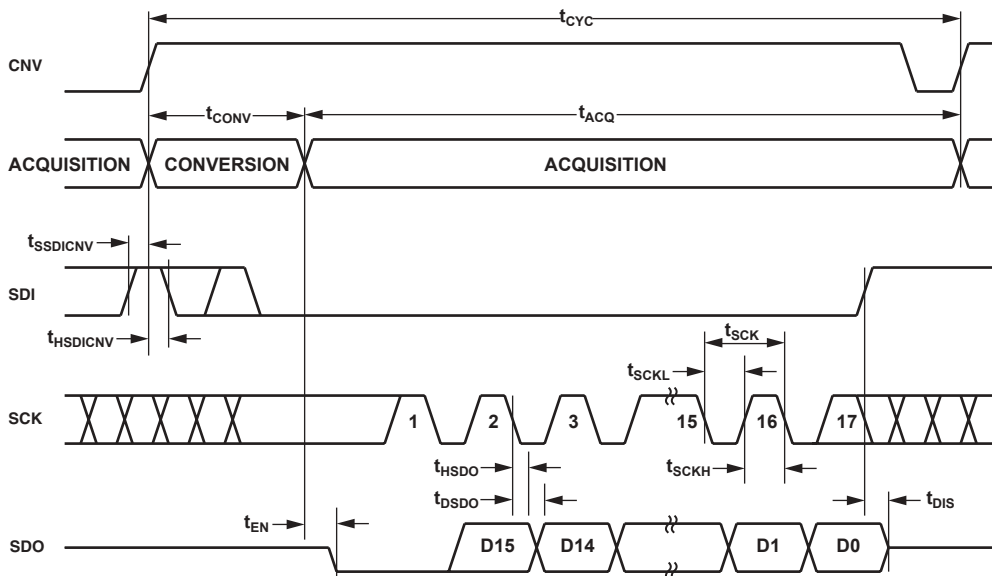 tCYC
CNV
tCONV
tACQ
ACQUISITION
CONVERSION
ACQUISITION
tSSDICNV
SDI
tHSDICNV
tSCK
tSCKL
SCK
1
2
3
15
16
17
tHSDO
tSCKH
tDSDO
tEN
tDIS
SDO
D15
D14
D1
D0